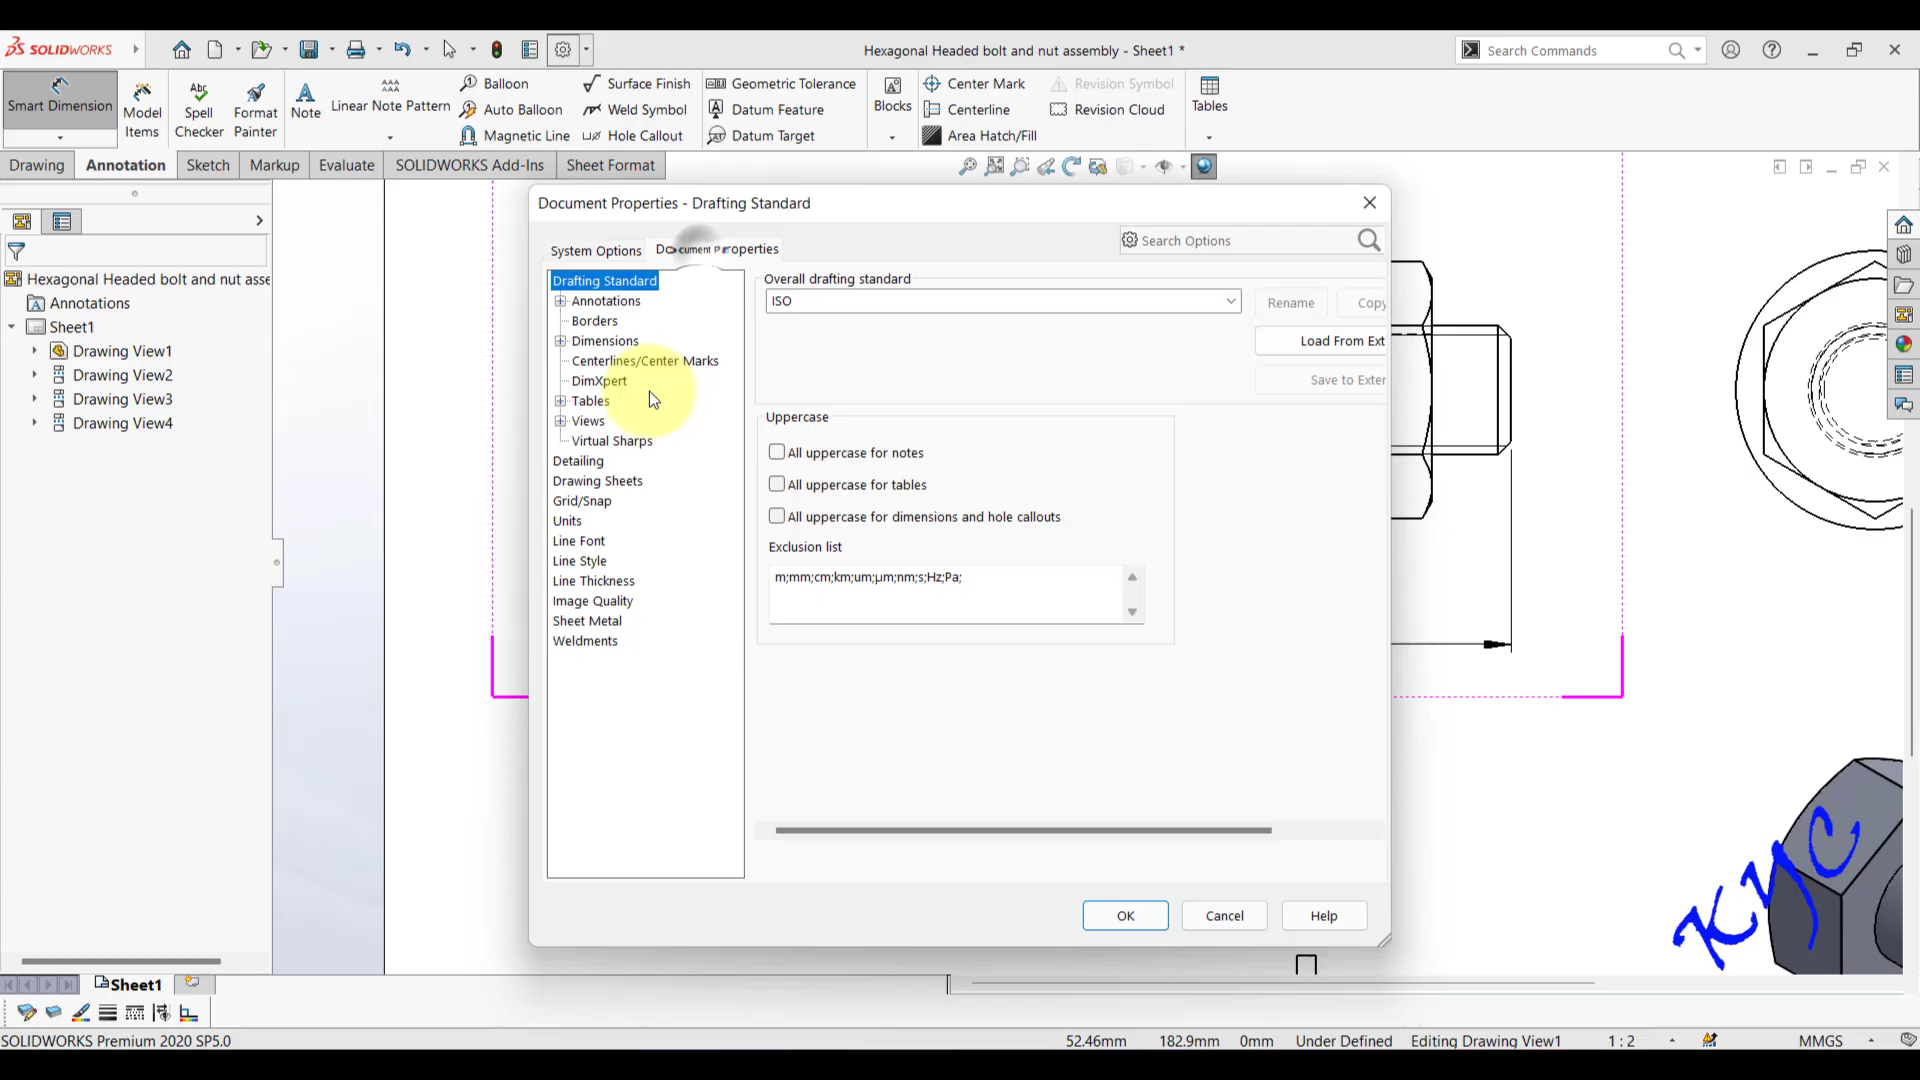 SOLIDWORKS
Hexagonal Headed bolt and nut assembly - Sheet1 *
Search Commands
Smart Dimension
Model Items
Spell Checker
Format Painter
Note
Linear Note Pattern
Balloon
Auto Balloon
Magnetic Line
Surface Finish
Weld Symbol
Hole Callout
Geometric Tolerance
Datum Feature
Datum Target
Blocks
Center Mark
Centerline
Area Hatch/Fill
Revision Symbol
Revision Cloud
Tables
Drawing
Annotation
Sketch
Markup
Evaluate
SOLIDWORKS Add-Ins
Sheet Format
Hexagonal Headed bolt and nut asse
Annotations
Sheet1
Drawing View1
Drawing View2
Drawing View3
Drawing View4
Document Properties - Drafting Standard
System Options
Document Properties
Search Options
Drafting Standard
Annotations
Borders
Dimensions
Centerlines/Center Marks
DimXpert
Tables
Views
Virtual Sharps
Detailing
Drawing Sheets
Grid/Snap
Units
Line Font
Line Style
Line Thickness
Image Quality
Sheet Metal
Weldments
Overall drafting standard
ISO
Rename
Copy
Load From Ext
Save to Exter
Uppercase
All uppercase for notes
All uppercase for tables
All uppercase for dimensions and hole callouts
Exclusion list
m;mm;cm;km;um;µm;nm;s;Hz;Pa;
OK
Cancel
Help
Sheet1
SOLIDWORKS Premium 2020 SP5.0
52.46mm
182.9mm
0mm
Under Defined
Editing Drawing View1
1 : 2
MMGS